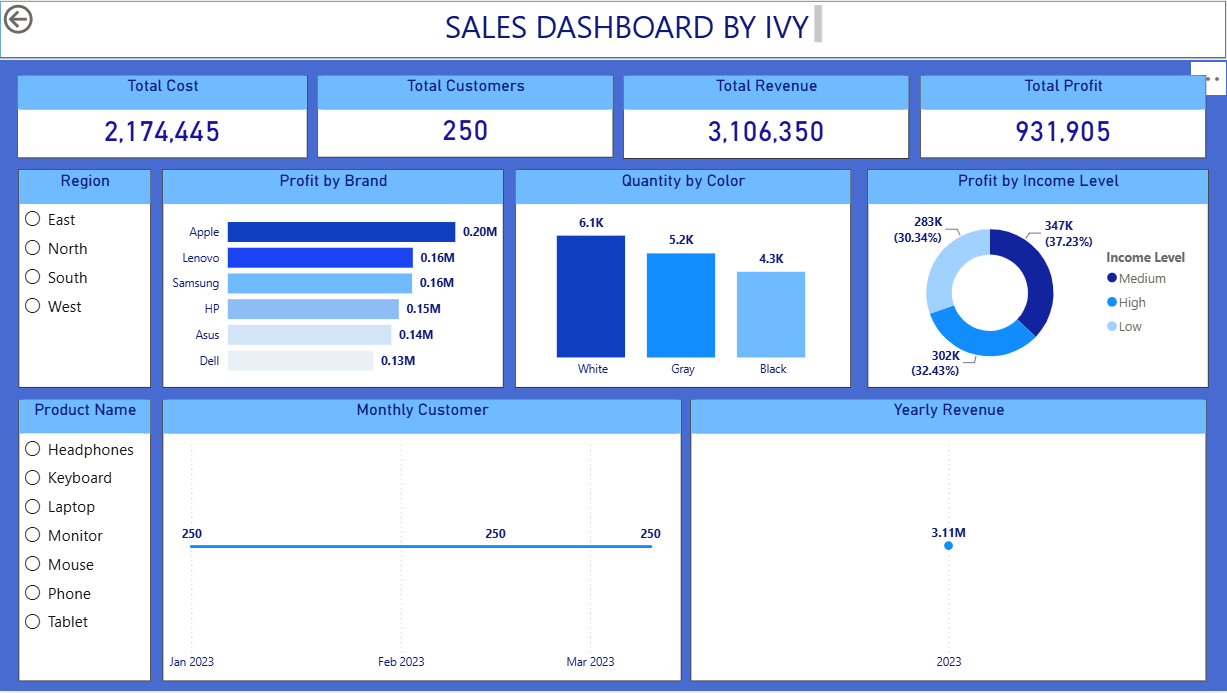 SALES DASHBOARD BY IVY
Total Cost
2,174,445
Total Customers
250
Total Revenue
3,106,350
Total Profit
931,905
Region
East
North
South
West
Profit by Brand
Apple 0.20M
Lenovo 0.16M
Samsung 0.16M
HP 0.15M
Asus 0.14M
Dell 0.13M
Quantity by Color
6.1K
5.2K
4.3K
White Gray Black
Profit by Income Level
283K
(30.34%)
347K
(37.23%)
302K
(32.43%)
Income Level
Medium
High
Low
Product Name
Headphones
Keyboard
Laptop
Monitor
Mouse
Phone
Tablet
Monthly Customer
250 250 250
Jan 2023 Feb 2023 Mar 2023
Yearly Revenue
3.11M
2023